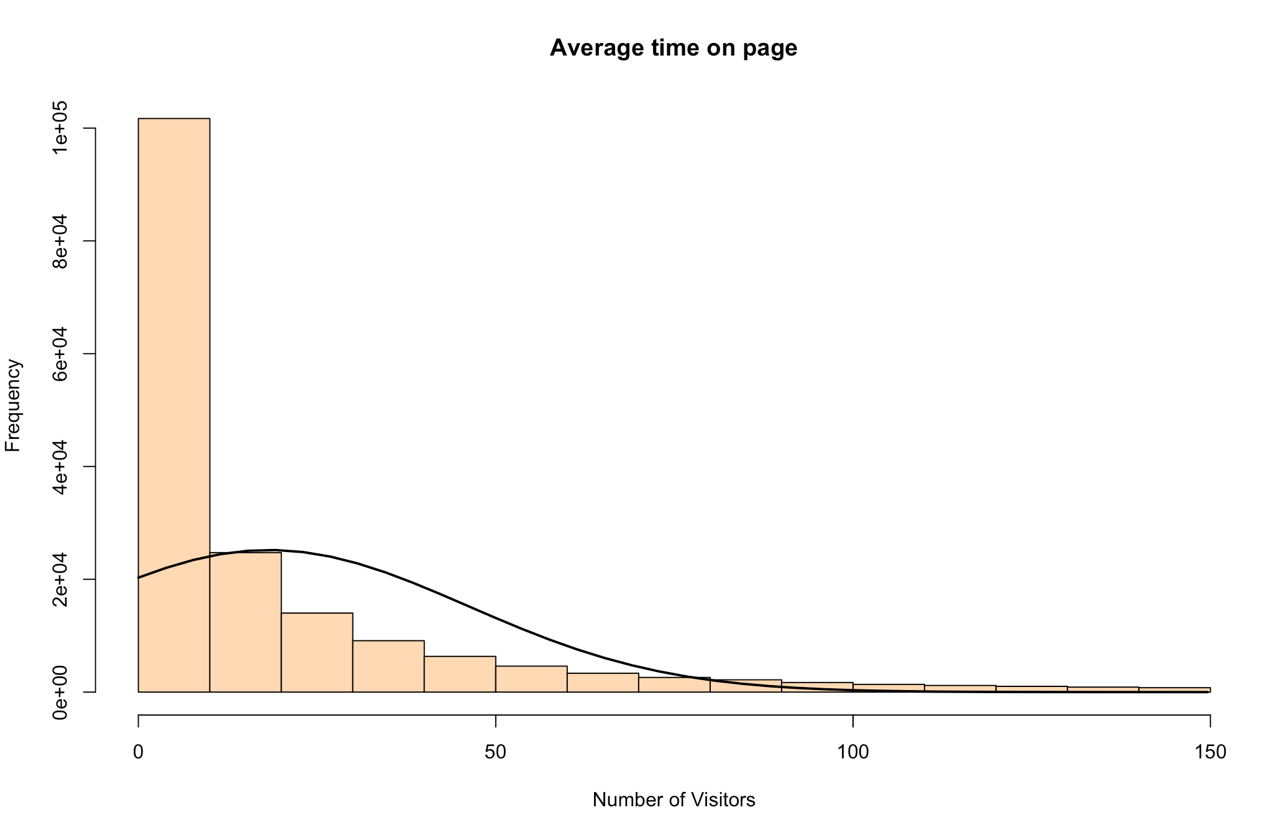 Average time on page
Frequency
1e+05
8e+04
6e+04
4e+04
2e+04
0e+00
0
50
100
150
Number of Visitors